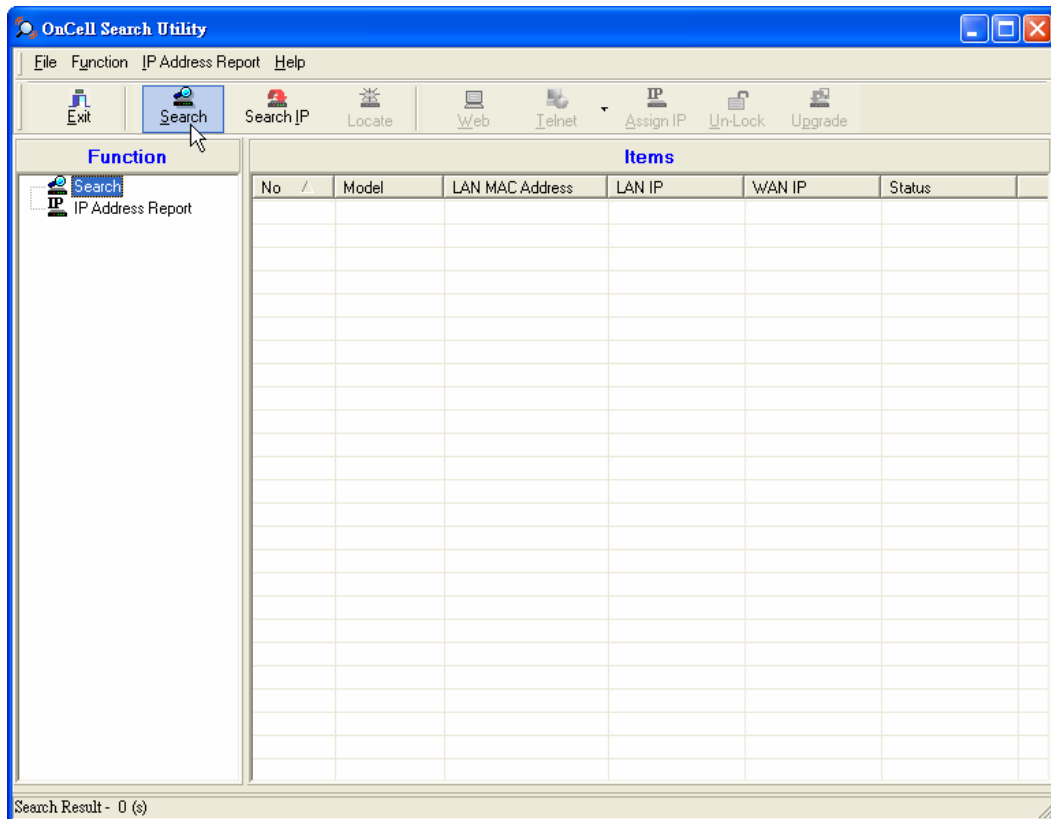 OnCell Search Utility
File Function IP Address Report Help
Exit Search Search IP Locate Web Telnet IP Assign IP Un-Lock Upgrade
Function Items
Search
IP IP Address Report
No Model LAN MAC Address LAN IP WAN IP Status
Search Result - 0 (s)